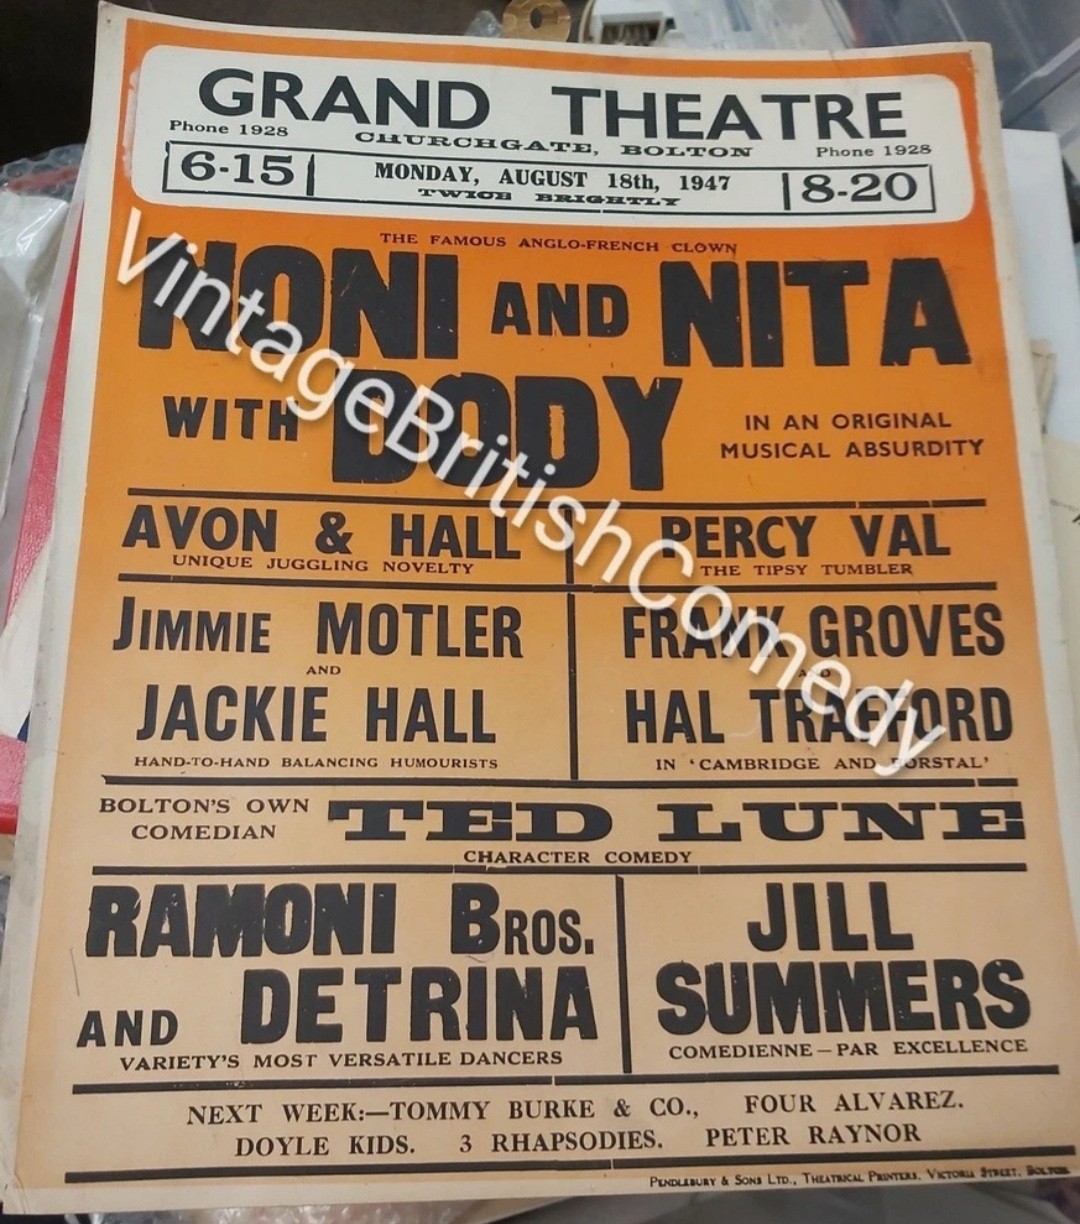 GRAND THEATRE
Phone 1928 CHURCHGATE, BOLTON Phone 1928
6-15 MONDAY, AUGUST 18th, 1947 8-20
TWICE BRIGHTLY
THE FAMOUS ANGLO-FRENCH CLOWN
NONI AND NITA
WITH DODY IN AN ORIGINAL
MUSICAL ABSURDITY
AVON & HALL
UNIQUE JUGGLING NOVELTY
PERCY VAL
THE TIPSY TUMBLER
JIMMIE MOTLER
AND
JACKIE HALL
HAND-TO-HAND BALANCING HUMOURISTS
FRANK GROVES
AND
HAL TRAFFORD
IN 'CAMBRIDGE AND BORSTAL'
BOLTON'S OWN
COMEDIAN
TED LUNE
CHARACTER COMEDY
RAMONI BROS.
AND DETRINA
VARIETY'S MOST VERSATILE DANCERS
JILL
SUMMERS
COMEDIENNE — PAR EXCELLENCE
NEXT WEEK:—TOMMY BURKE & CO., FOUR ALVAREZ.
DOYLE KIDS. 3 RHAPSODIES. PETER RAYNOR
PENDLEBURY & SONS LTD., THEATRICAL PRINTERS, VICTORIA STREET, BOLTON
VintageBritishComedy